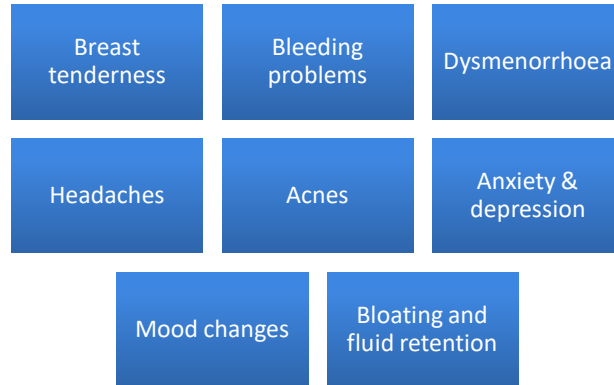 Breast
tenderness
Bleeding
problems
Dysmenorrhoea
Headaches
Acnes
Anxiety &
depression
Mood changes
Bloating and
fluid retention